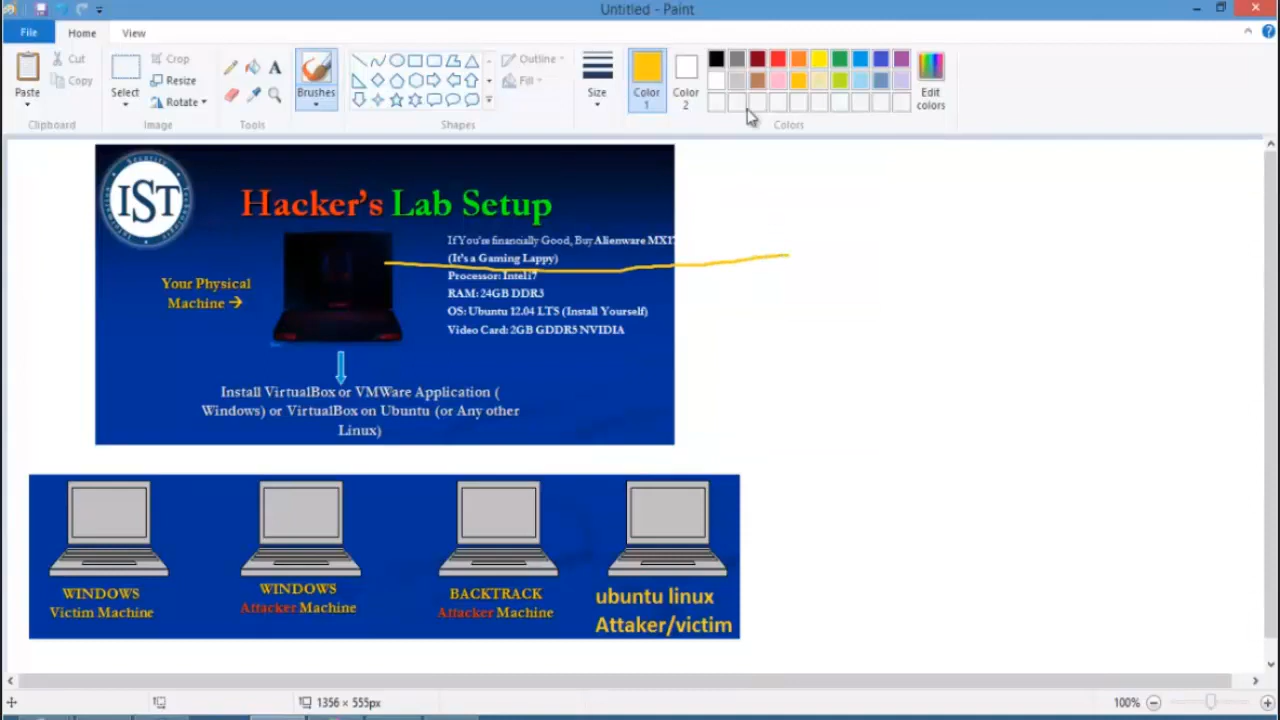 Untitled - Paint
File
Home
View
Paste
Cut
Copy
Clipboard
Select
Crop
Resize
Rotate
Image
Tools
Brushes
Shapes
Outline
Fill
Size
Color 1
Color 2
Edit colors
Colors
IST
Security
Hacker's Lab Setup
If You're financially Good, Buy Alienware MX17
(It's a Gaming Lappy)
Processor: Intel i7
RAM: 24GB DDR3
OS: Ubuntu 12.04 LTS (Install Yourself)
Video Card: 2GB GDDR5 NVIDIA
Your Physical
Machine →
Install VirtualBox or VMWare Application (
Windows) or VirtualBox on Ubuntu (or Any other
Linux)
WINDOWS
Victim Machine
WINDOWS
Attacker Machine
BACKTRACK
Attacker Machine
ubuntu linux
Attaker/victim
1356 × 555px
100%